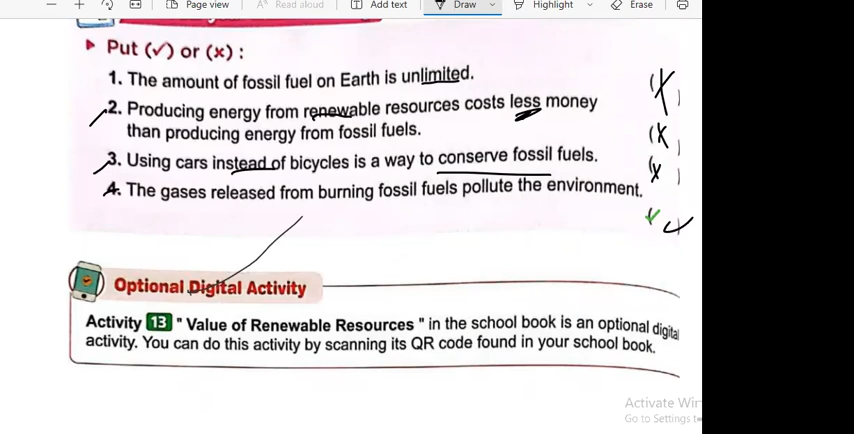 Page view
Read aloud
Add text
Draw
Highlight
Erase
Put (✓) or (x) :
1. The amount of fossil fuel on Earth is unlimited. (X)
2. Producing energy from renewable resources costs less money
than producing energy from fossil fuels. (X)
3. Using cars instead of bicycles is a way to conserve fossil fuels. (X)
4. The gases released from burning fossil fuels pollute the environment. ✓
Optional Digital Activity
Activity 13 " Value of Renewable Resources " in the school book is an optional digital
activity. You can do this activity by scanning its QR code found in your school book.
Activate Win
Go to Settings t